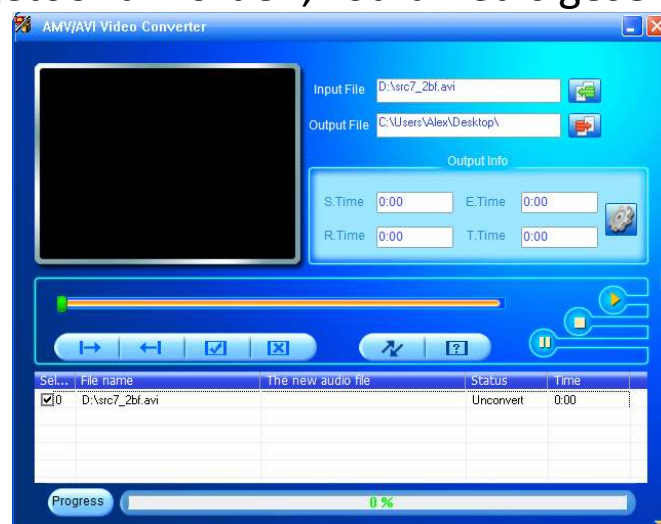 AMV/AVI Video Converter
Input File D:\src7_2bf.avi
Output File C:\Users\Alex\Desktop\
Output Info
S.Time 0:00 E.Time 0:00
R.Time 0:00 T.Time 0:00
Sel... File name The new audio file Status Time
0 D:\src7_2bf.avi Unconvert 0:00
Progress 0 %